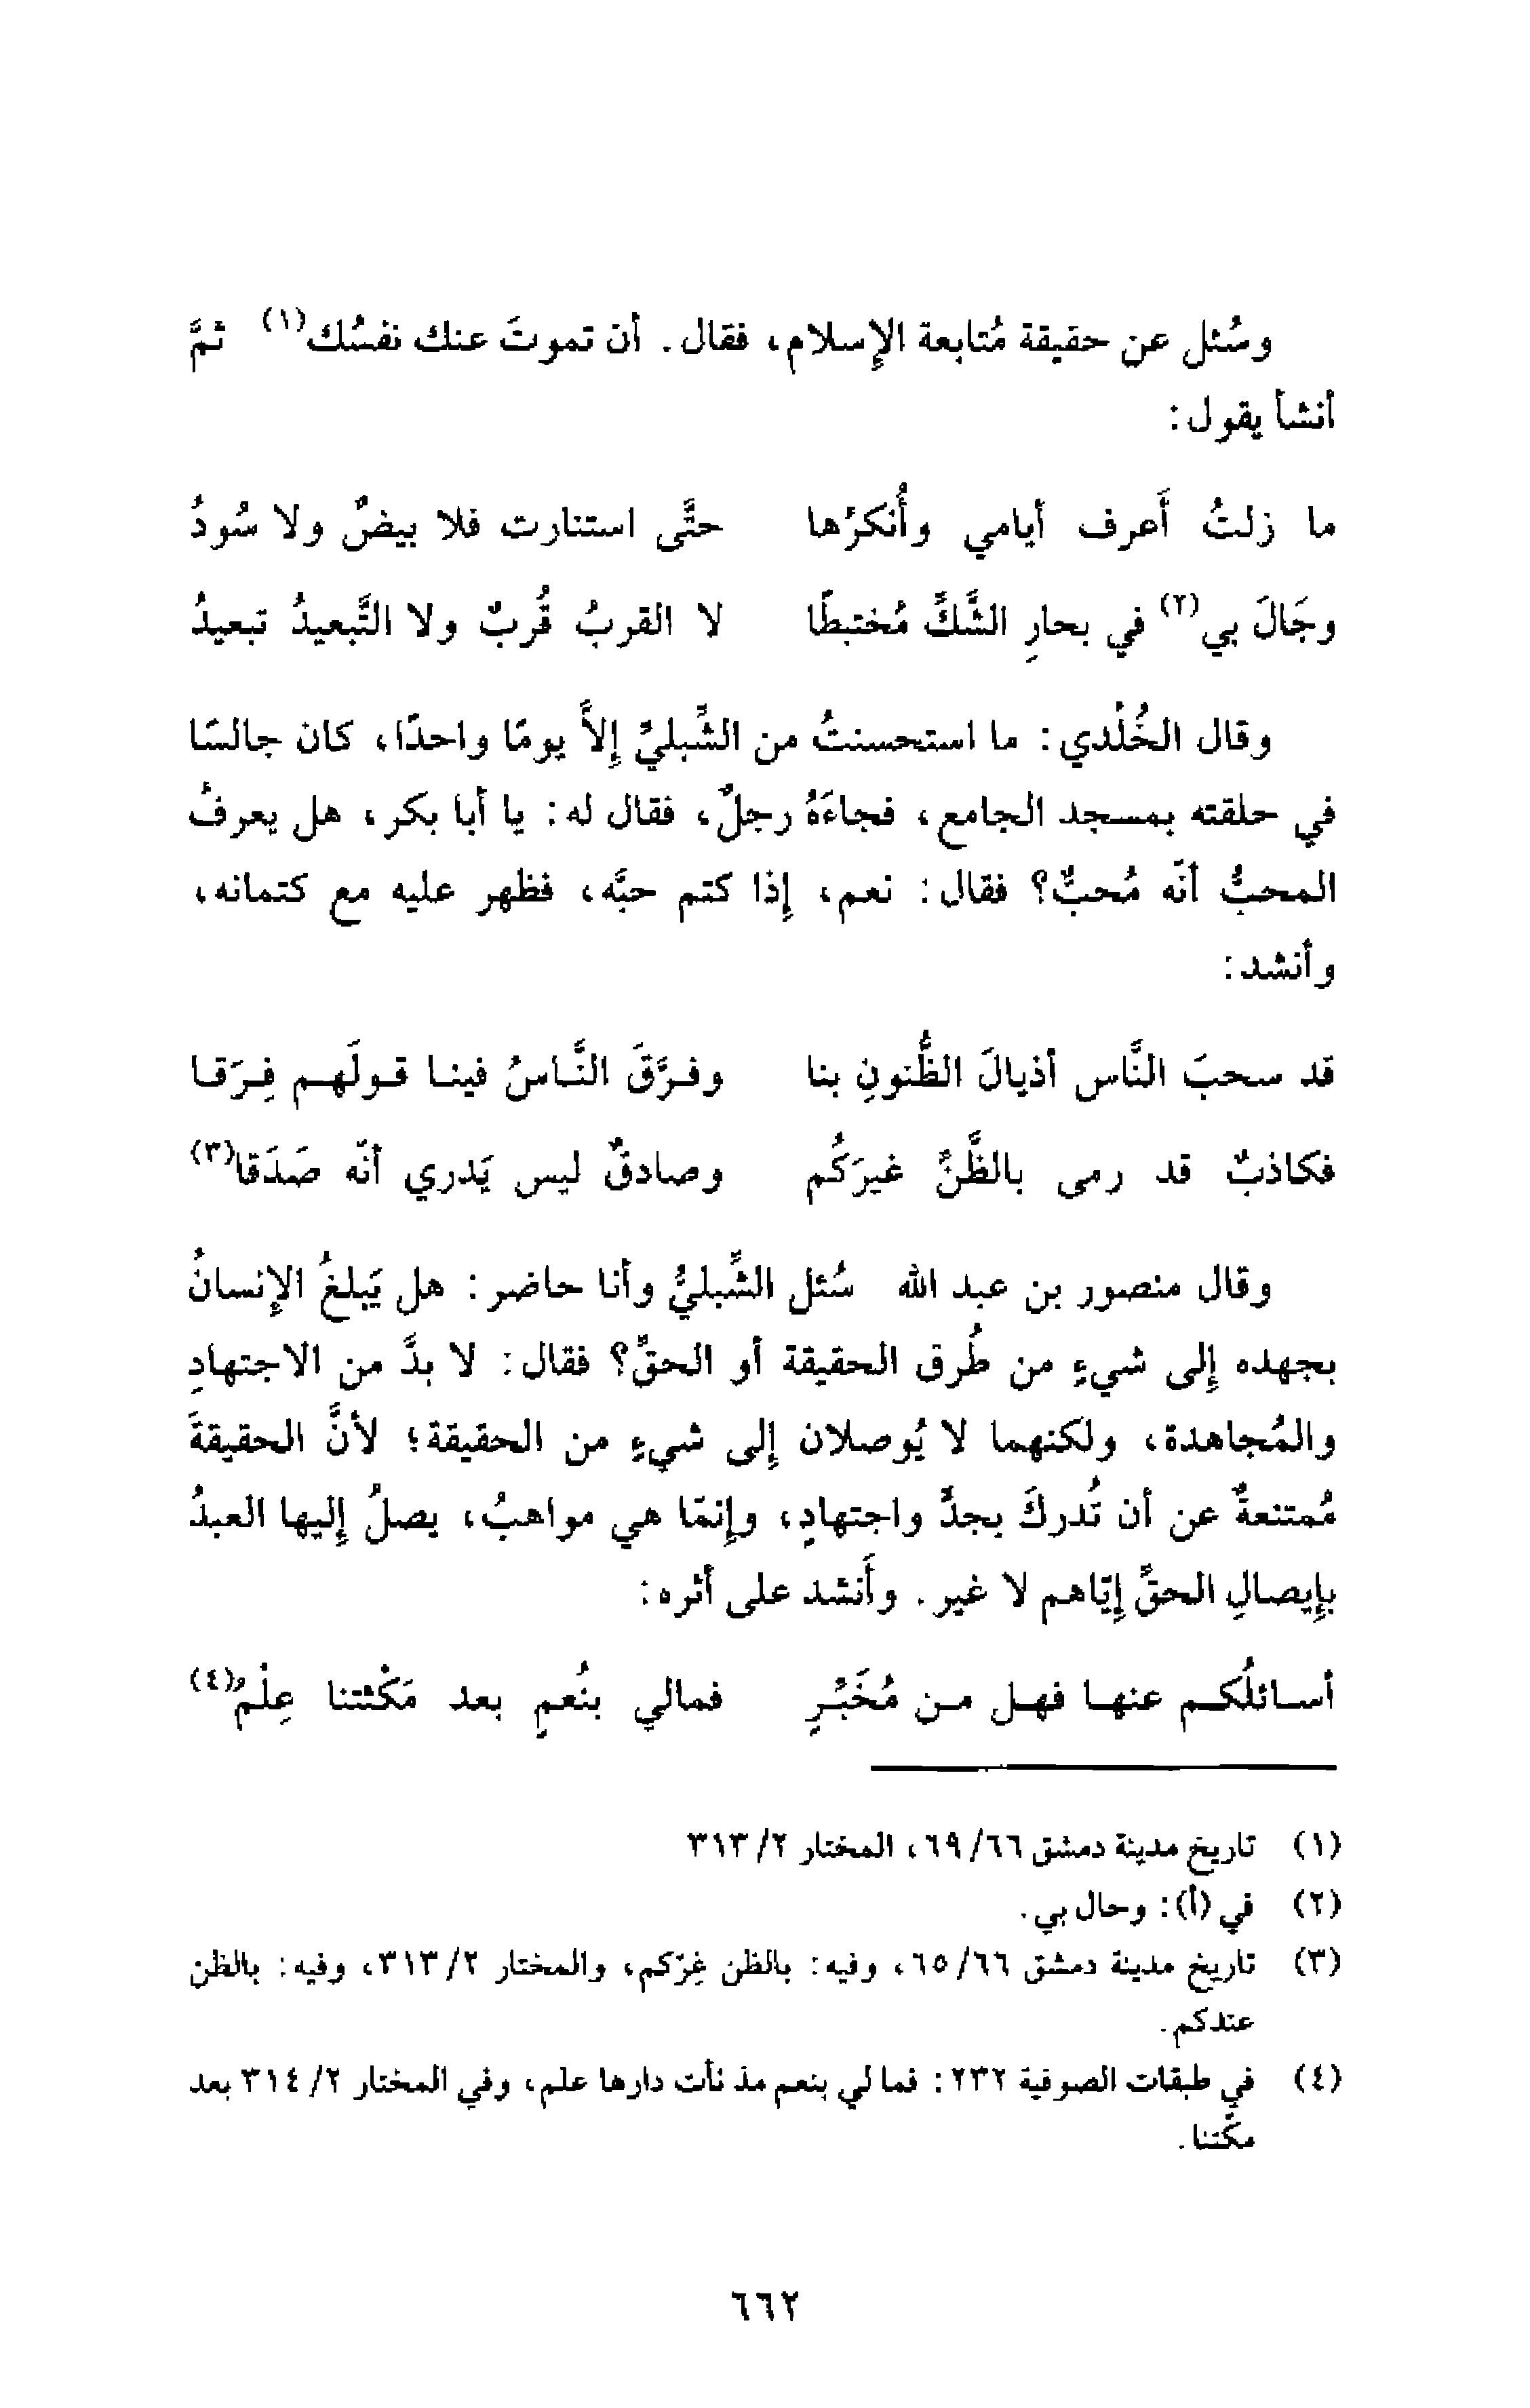 وسُئل عن حقيقة مُتابعة الإسلام، فقال. أن تموتَ عنك نفسُك(١) ثمَّ
أنشأ يقول:
ما زلتُ أَعرف أيامي وأُنكرُها حتَّى استنارت فلا بيضٌ ولا سُودُ
وجَالَ بي(٢) في بحارِ الشَّكِّ مُختبطًا لا القربُ قُربٌ ولا التَّبعيدُ تبعيدُ
وقال الخُلْدي: ما استحسنتُ من الشِّبليِّ إلاَّ يومًا واحدًا، كان جالسًا
في حلقته بمسجد الجامع، فجاءَهُ رجلٌ، فقال له: يا أبا بكر، هل يعرفُ
المحبُّ أنّه مُحبٌّ؟ فقال: نعم، إذا كتم حبَّه، فظهر عليه مع كتمانه،
وأنشد:
قد سحبَ النَّاس أذيالَ الظُّنونِ بنا وفرَّقَ النَّاسُ فينا قولَهم فِرَقا
فكاذبٌ قد رمى بالظَّنِّ غيرَكُم وصادقٌ ليس يَدري أنّه صَدَقا(٣)
وقال منصور بن عبد الله سُئل الشِّبليُّ وأنا حاضر: هل يَبلغُ الإنسانُ
بجهده إلى شيءٍ من طُرق الحقيقة أو الحقِّ؟ فقال: لا بدَّ من الاجتهادِ
والمُجاهدة، ولكنهما لا يُوصلان إلى شيءٍ من الحقيقة؛ لأنَّ الحقيقةَ
مُمتنعةٌ عن أن تُدركَ بجدٍّ واجتهادٍ، وإنمّا هي مواهبُ، يصلُ إليها العبدُ
بإيصالِ الحقِّ إيّاهم لا غير. وأَنشد على أثره:
أسائلُكم عنها فهل من مُخَبِّرٍ فمالي بنُعمٍ بعد مَكْثتنا عِلْمُ(٤)
(١) تاريخ مدينة دمشق ٦٦/ ٦٩، المختار ٢/ ٣١٣
(٢) في (أ): وحال بي.
(٣) تاريخ مدينة دمشق ٦٦/ ٦٥، وفيه: بالظن غِرّكم، والمختار ٢/ ٣١٣، وفيه: بالظن
عندكم.
(٤) في طبقات الصوفية ٢٣٢: فما لي بنعم مذ نأت دارها علم، وفي المختار ٢/ ٣١٤ بعد
مكّتنا.
٦٦٢